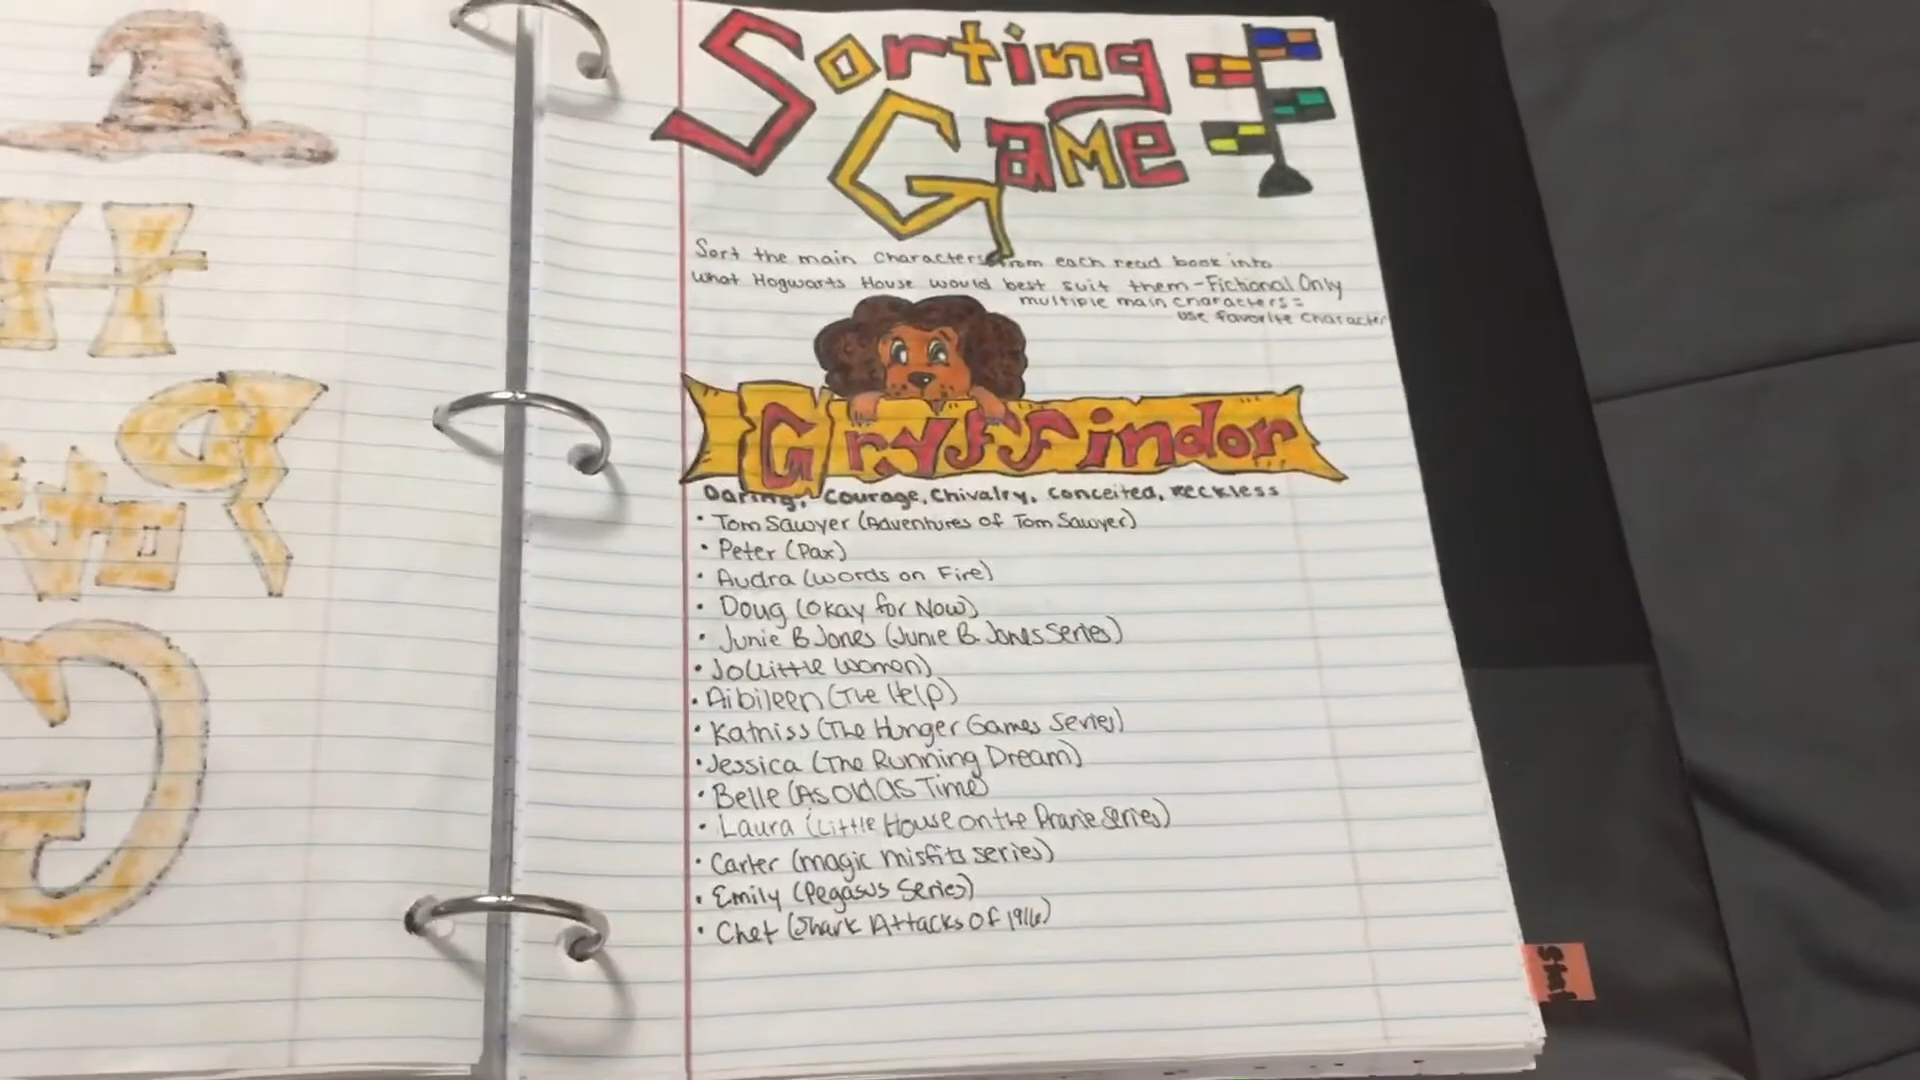 Sorting
Game
Sort the main characters from each read book into
what Hogwarts House would best suit them - Fictional Only
multiple main characters =
use favorite character
Gryffindor
Daring, Courage, Chivalry, Conceited, Reckless
• Tom Sawyer (Adventures of Tom Sawyer)
• Peter (Pax)
• Audra (Words on Fire)
• Doug (Okay for Now)
• Junie B Jones (Junie B. Jones Series)
• Jo (Little Women)
• Aibileen (The Help)
• Katniss (The Hunger Games Series)
• Jessica (The Running Dream)
• Belle (As Old As Time)
• Laura (Little House on the Prarie Series)
• Carter (magic misfits series)
• Emily (Pegasus Series)
• Chet (Shark Attacks of 1916)